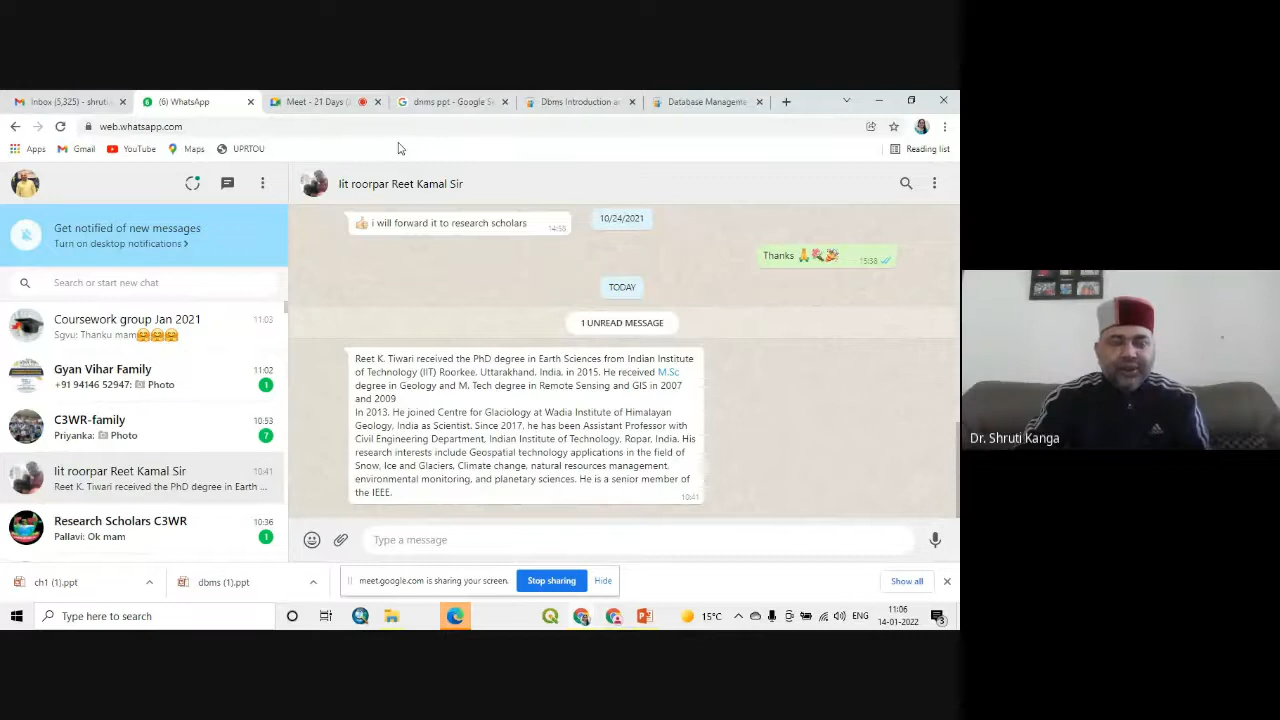 Inbox (5,325) - shruti
(6) WhatsApp
Meet - 21 Days (
dnms ppt - Google Se
Dbms Introduction an
Database Manageme
web.whatsapp.com
Apps
Gmail
YouTube
Maps
UPRTOU
Reading list
Iit roorpar Reet Kamal Sir
Get notified of new messages
Turn on desktop notifications >
Search or start new chat
Coursework group Jan 2021
11:03
Sgvu: Thanku mam🤗🤗🤗
Gyan Vihar Family
11:02
+91 94146 52947: Photo
1
C3WR-family
10:53
Priyanka: Photo
7
Iit roorpar Reet Kamal Sir
10:41
Reet K. Tiwari received the PhD degree in Earth ...
Research Scholars C3WR
10:36
Pallavi: Ok mam
1
👍 i will forward it to research scholars
14:58
10/24/2021
Thanks 🙏💐🎉
15:38
TODAY
1 UNREAD MESSAGE
Reet K. Tiwari received the PhD degree in Earth Sciences from Indian Institute
of Technology (IIT) Roorkee, Uttarakhand, India, in 2015. He received M.Sc
degree in Geology and M. Tech degree in Remote Sensing and GIS in 2007
and 2009
In 2013, He joined Centre for Glaciology at Wadia Institute of Himalayan
Geology, India as Scientist. Since 2017, he has been Assistant Professor with
Civil Engineering Department, Indian Institute of Technology, Ropar, India. His
research interests include Geospatial technology applications in the field of
Snow, Ice and Glaciers, Climate change, natural resources management,
environmental monitoring, and planetary sciences. He is a senior member of
the IEEE.
10:41
Type a message
ch1 (1).ppt
dbms (1).ppt
meet.google.com is sharing your screen.
Stop sharing
Hide
Show all
Type here to search
15°C
ENG
11:06
14-01-2022
3
Dr. Shruti Kanga